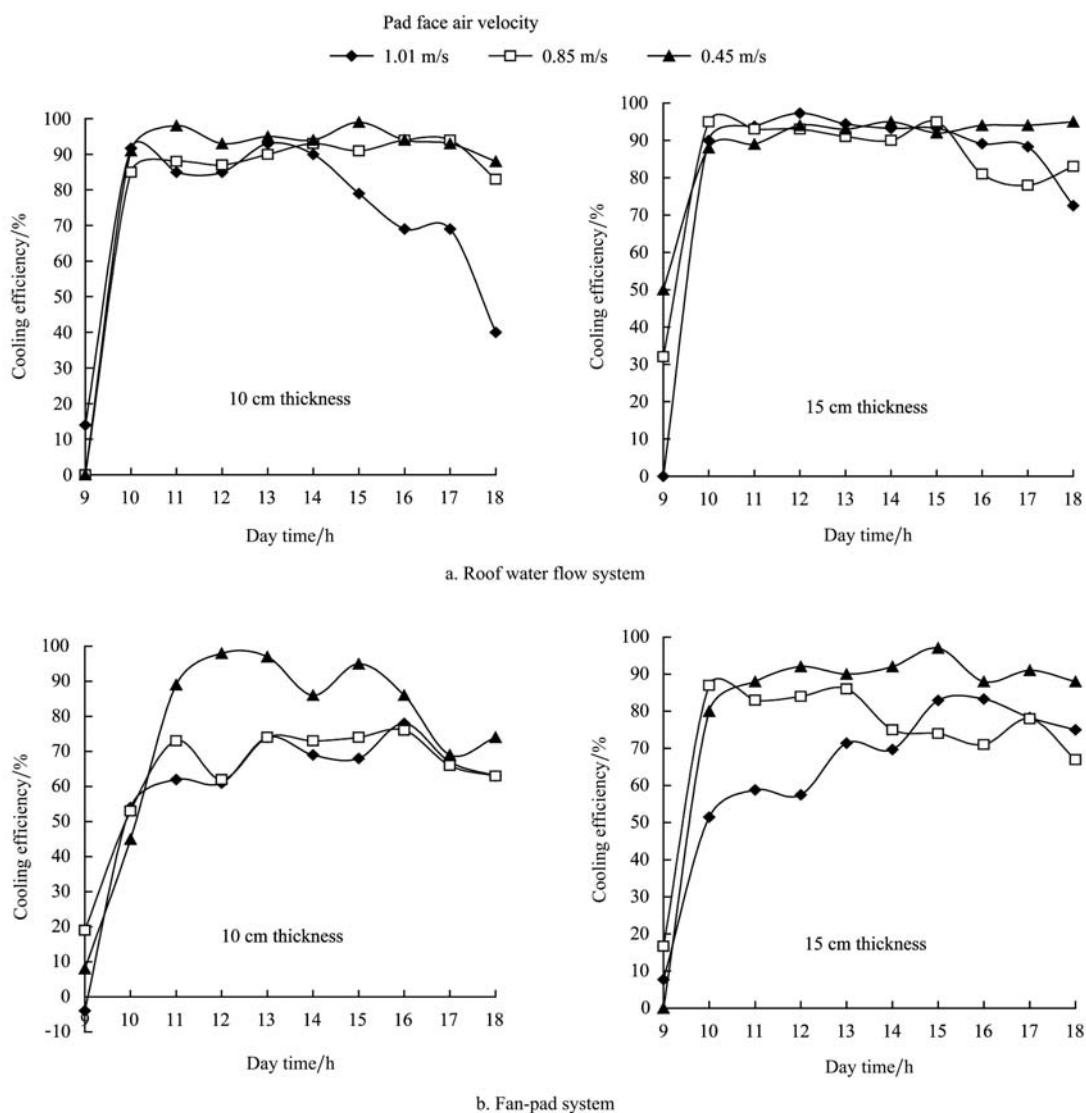 Pad face air velocity
1.01 m/s 0.85 m/s 0.45 m/s
Cooling efficiency/%
100
90
80
70
60
50
40
30
20
10
0
10 cm thickness
9 10 11 12 13 14 15 16 17 18
Day time/h
Cooling efficiency/%
100
90
80
70
60
50
40
30
20
10
0
15 cm thickness
9 10 11 12 13 14 15 16 17 18
Day time/h
a. Roof water flow system
Cooling efficiency/%
100
90
80
70
60
50
40
30
20
10
0
-10
10 cm thickness
9 10 11 12 13 14 15 16 17 18
Day time/h
Cooling efficiency/%
100
90
80
70
60
50
40
30
20
10
0
15 cm thickness
9 10 11 12 13 14 15 16 17 18
Day time/h
b. Fan-pad system